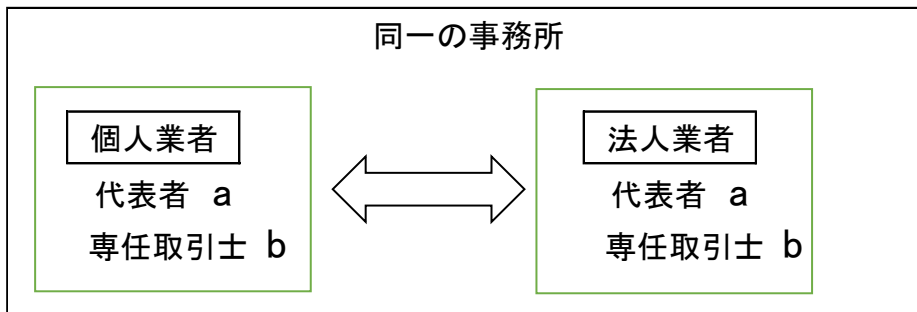 同一の事務所
個人業者
代表者 a
専任取引士 b
法人業者
代表者 a
専任取引士 b